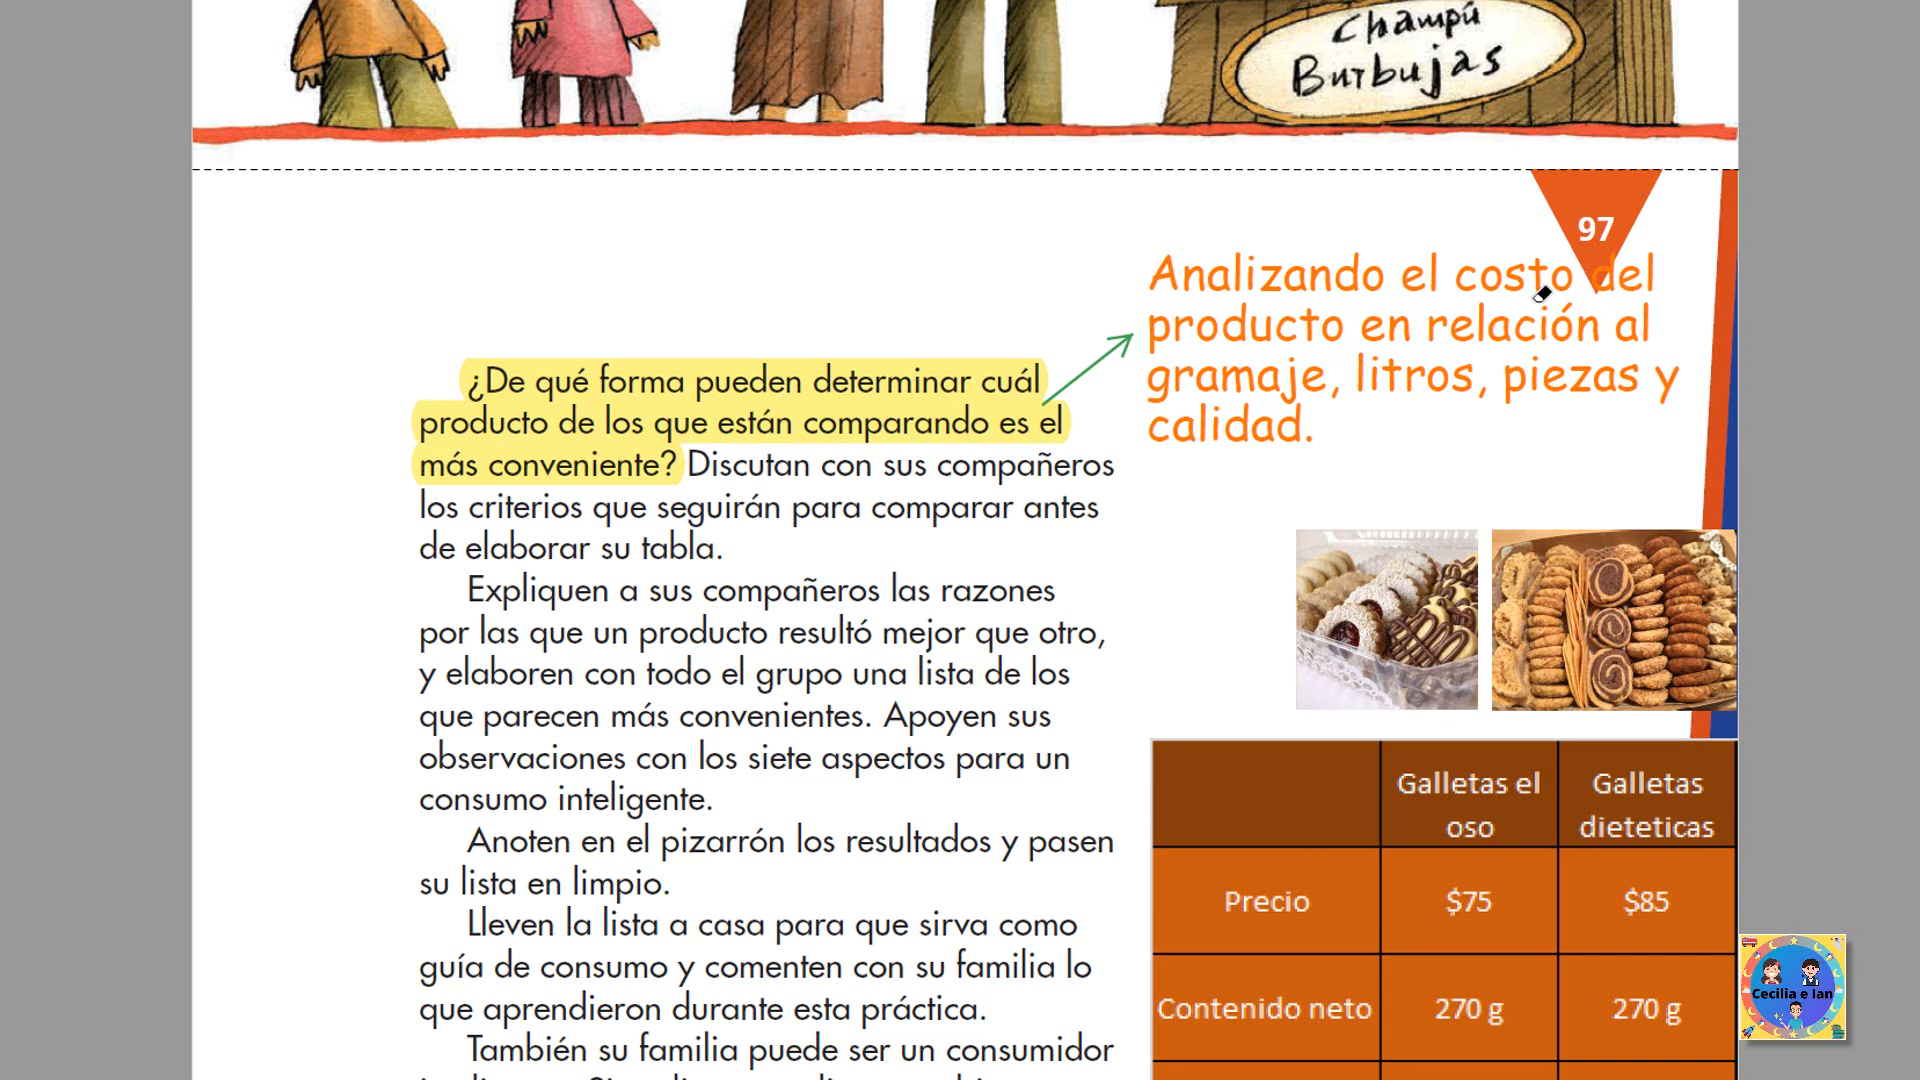 Champú
Burbujas
97
Analizando el costo del
producto en relación al
gramaje, litros, piezas y
calidad.
¿De qué forma pueden determinar cuál
producto de los que están comparando es el
más conveniente? Discutan con sus compañeros
los criterios que seguirán para comparar antes
de elaborar su tabla.
Expliquen a sus compañeros las razones
por las que un producto resultó mejor que otro,
y elaboren con todo el grupo una lista de los
que parecen más convenientes. Apoyen sus
observaciones con los siete aspectos para un
consumo inteligente.
Anoten en el pizarrón los resultados y pasen
su lista en limpio.
Lleven la lista a casa para que sirva como
guía de consumo y comenten con su familia lo
que aprendieron durante esta práctica.
También su familia puede ser un consumidor
Galletas el
oso
Galletas
dieteticas
Precio $75 $85
Contenido neto 270 g 270 g
Cecilia e Ian